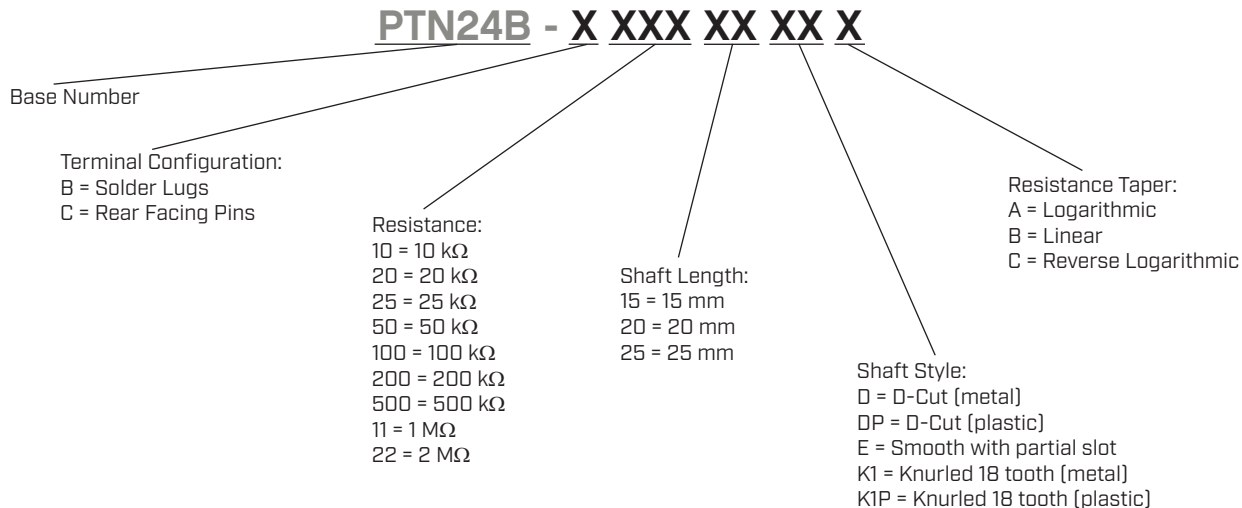 PTN24B - X XXX XX XX X
Base Number
Terminal Configuration:
B = Solder Lugs
C = Rear Facing Pins
Resistance:
10 = 10 kΩ
20 = 20 kΩ
25 = 25 kΩ
50 = 50 kΩ
100 = 100 kΩ
200 = 200 kΩ
500 = 500 kΩ
11 = 1 MΩ
22 = 2 MΩ
Shaft Length:
15 = 15 mm
20 = 20 mm
25 = 25 mm
Shaft Style:
D = D-Cut (metal)
DP = D-Cut (plastic)
E = Smooth with partial slot
K1 = Knurled 18 tooth (metal)
K1P = Knurled 18 tooth (plastic)
Resistance Taper:
A = Logarithmic
B = Linear
C = Reverse Logarithmic